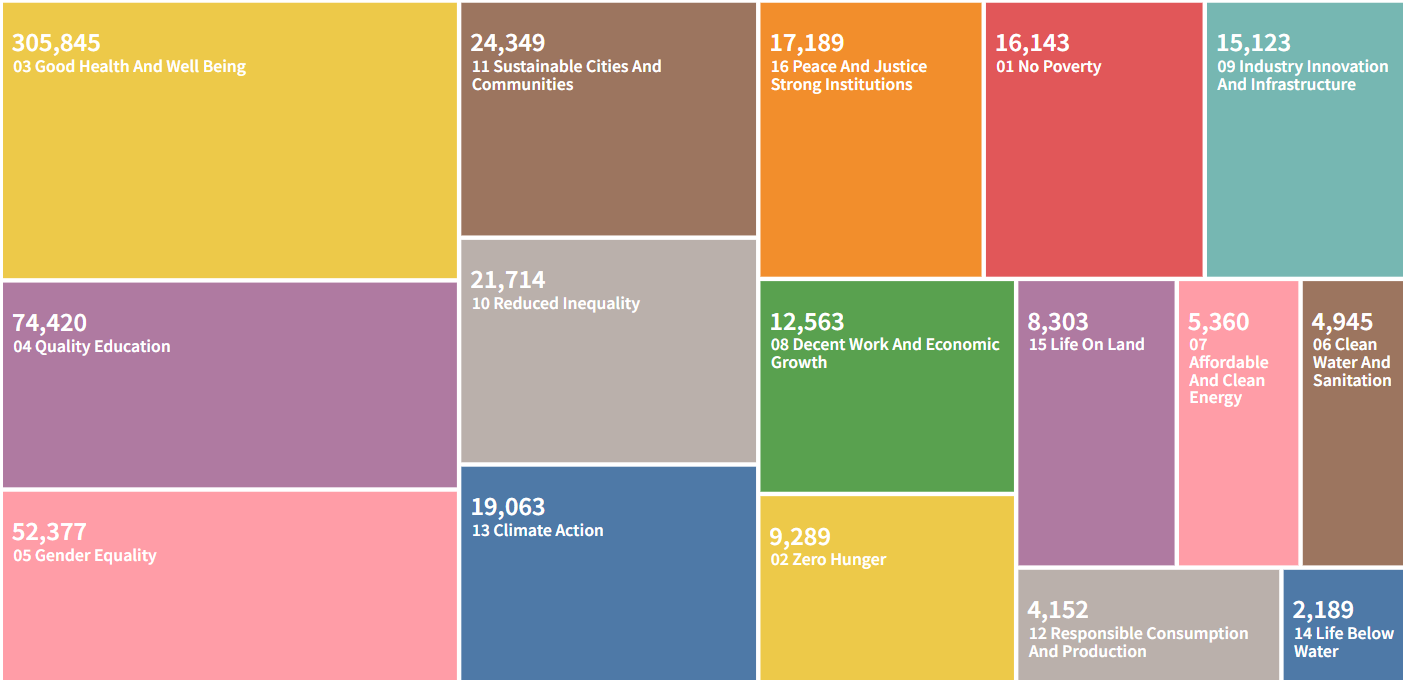 305,845
03 Good Health And Well Being
74,420
04 Quality Education
52,377
05 Gender Equality
24,349
11 Sustainable Cities And
Communities
21,714
10 Reduced Inequality
19,063
13 Climate Action
17,189
16 Peace And Justice
Strong Institutions
16,143
01 No Poverty
15,123
09 Industry Innovation
And Infrastructure
12,563
08 Decent Work And Economic
Growth
9,289
02 Zero Hunger
8,303
15 Life On Land
5,360
07
Affordable
And Clean
Energy
4,945
06 Clean
Water And
Sanitation
4,152
12 Responsible Consumption
And Production
2,189
14 Life Below
Water